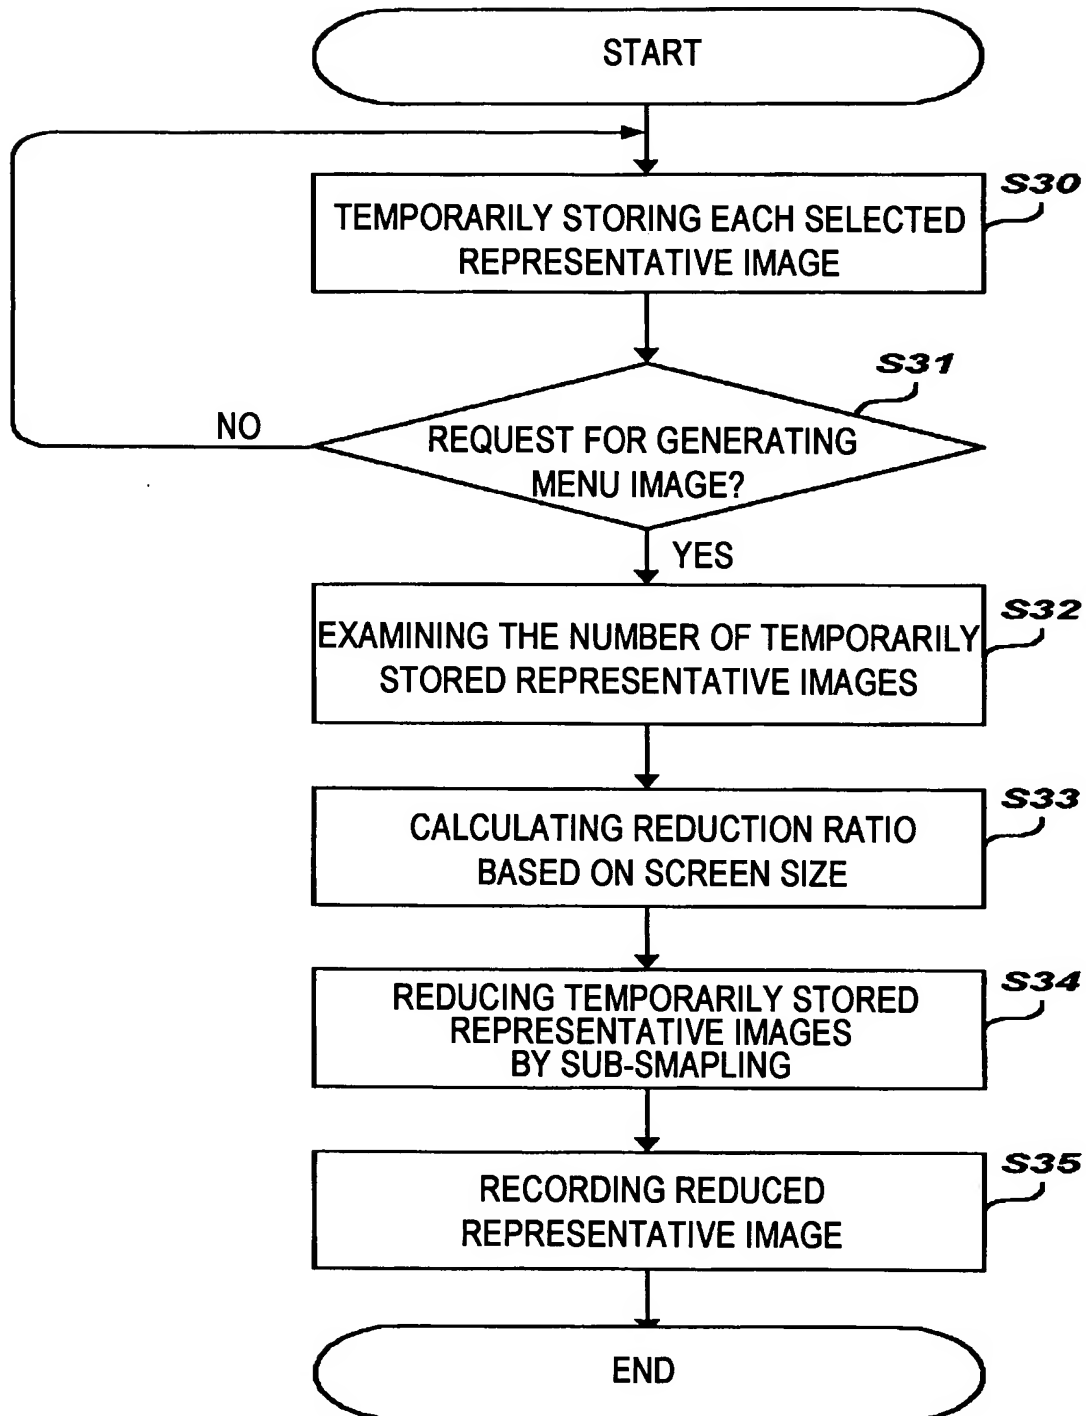 START
S30
TEMPORARILY STORING EACH SELECTED
REPRESENTATIVE IMAGE
S31
NO
REQUEST FOR GENERATING
MENU IMAGE?
YES
S32
EXAMINING THE NUMBER OF TEMPORARILY
STORED REPRESENTATIVE IMAGES
S33
CALCULATING REDUCTION RATIO
BASED ON SCREEN SIZE
S34
REDUCING TEMPORARILY STORED
REPRESENTATIVE IMAGES
BY SUB-SMAPLING
S35
RECORDING REDUCED
REPRESENTATIVE IMAGE
END